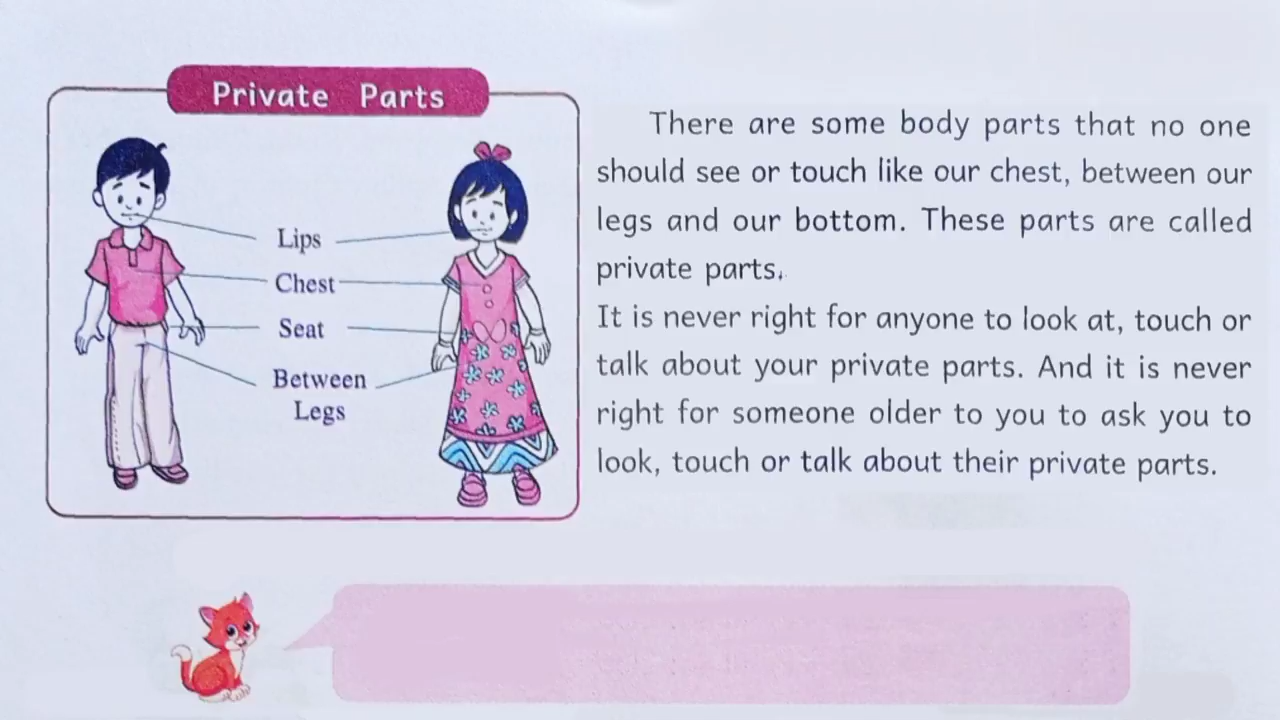 Private Parts
Lips
Chest
Seat
Between
Legs
There are some body parts that no one
should see or touch like our chest, between our
legs and our bottom. These parts are called
private parts.
It is never right for anyone to look at, touch or
talk about your private parts. And it is never
right for someone older to you to ask you to
look, touch or talk about their private parts.